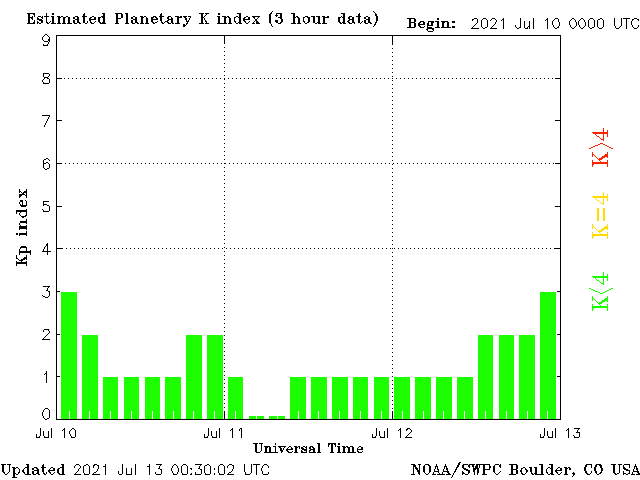 Estimated Planetary K index (3 hour data)
Begin: 2021 Jul 10 0000 UTC
9
8
7
6
5
4
3
2
1
0
Kp index
K>4
K=4
K<4
Jul 10 Jul 11 Jul 12 Jul 13
Universal Time
Updated 2021 Jul 13 00:30:02 UTC
NOAA/SWPC Boulder, CO USA